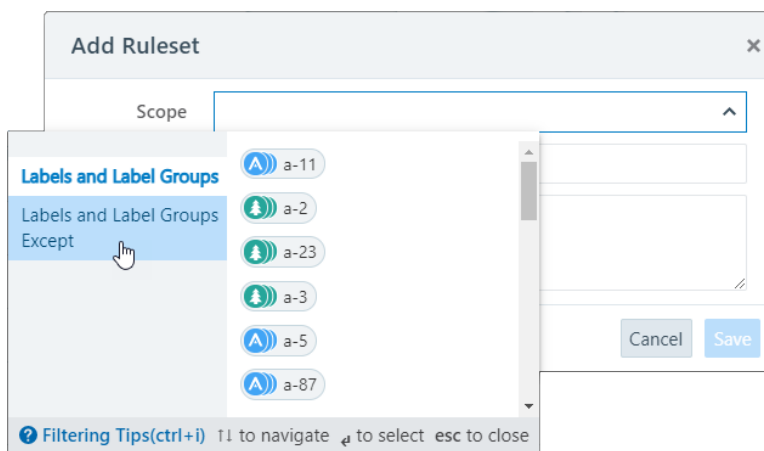 Add Ruleset
×
Scope
Labels and Label Groups
Labels and Label Groups
Except
a-11
a-2
a-23
a-3
a-5
a-87
Cancel
Save
? Filtering Tips(ctrl+i) ↑↓ to navigate ↲ to select esc to close